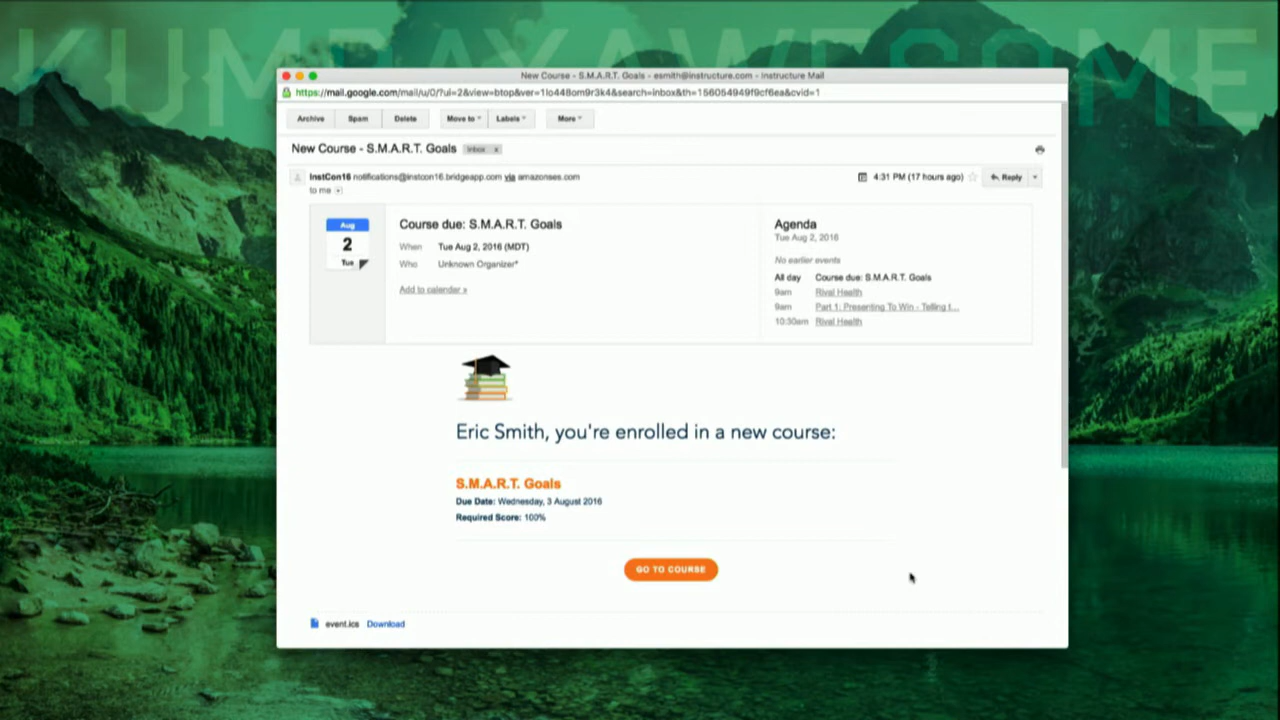 KUMBAYAWESOME
New Course - S.M.A.R.T. Goals - esmith@instructure.com - Instructure Mail
https://mail.google.com/mail/u/0/?ui=2&view=btop&ver=1lo448om9r3k4&search=inbox&th=156054949f9cf6ea&cvid=1
Archive Spam Delete Move to Labels More
New Course - S.M.A.R.T. Goals Inbox x
InstCon16 notifications@instcon16.bridgeapp.com via amazonses.com 4:31 PM (17 hours ago) Reply
to me
Aug
2
Tue
Course due: S.M.A.R.T. Goals
When Tue Aug 2, 2016 (MDT)
Who Unknown Organizer*
Add to calendar »
Agenda
Tue Aug 2, 2016
No earlier events
All day Course due: S.M.A.R.T. Goals
9am Rival Health
9am Part 1: Presenting To Win - Telling t...
10:30am Rival Health
Eric Smith, you're enrolled in a new course:
S.M.A.R.T. Goals
Due Date: Wednesday, 3 August 2016
Required Score: 100%
GO TO COURSE
event.ics Download